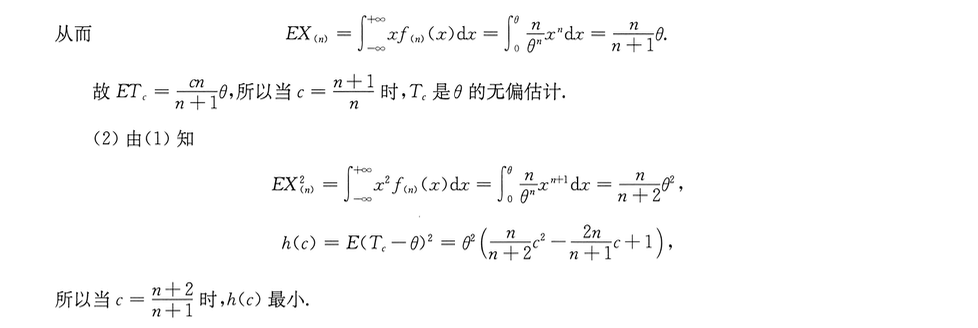 从而 $EX_{(n)} = \int_{-\infty}^{+\infty} x f_{(n)}(x)\mathrm{d}x = \int_{0}^{\theta} \frac{n}{\theta^n} x^n \mathrm{d}x = \frac{n}{n+1}\theta.$
故 $ET_c = \frac{cn}{n+1}\theta$,所以当 $c = \frac{n+1}{n}$ 时,$T_c$ 是 $\theta$ 的无偏估计.
(2) 由(1) 知
$EX_{(n)}^2 = \int_{-\infty}^{+\infty} x^2 f_{(n)}(x)\mathrm{d}x = \int_{0}^{\theta} \frac{n}{\theta^n} x^{n+1} \mathrm{d}x = \frac{n}{n+2}\theta^2,$
$h(c) = E(T_c - \theta)^2 = \theta^2 \left( \frac{n}{n+2}c^2 - \frac{2n}{n+1}c + 1 \right),$
所以当 $c = \frac{n+2}{n+1}$ 时,$h(c)$ 最小.